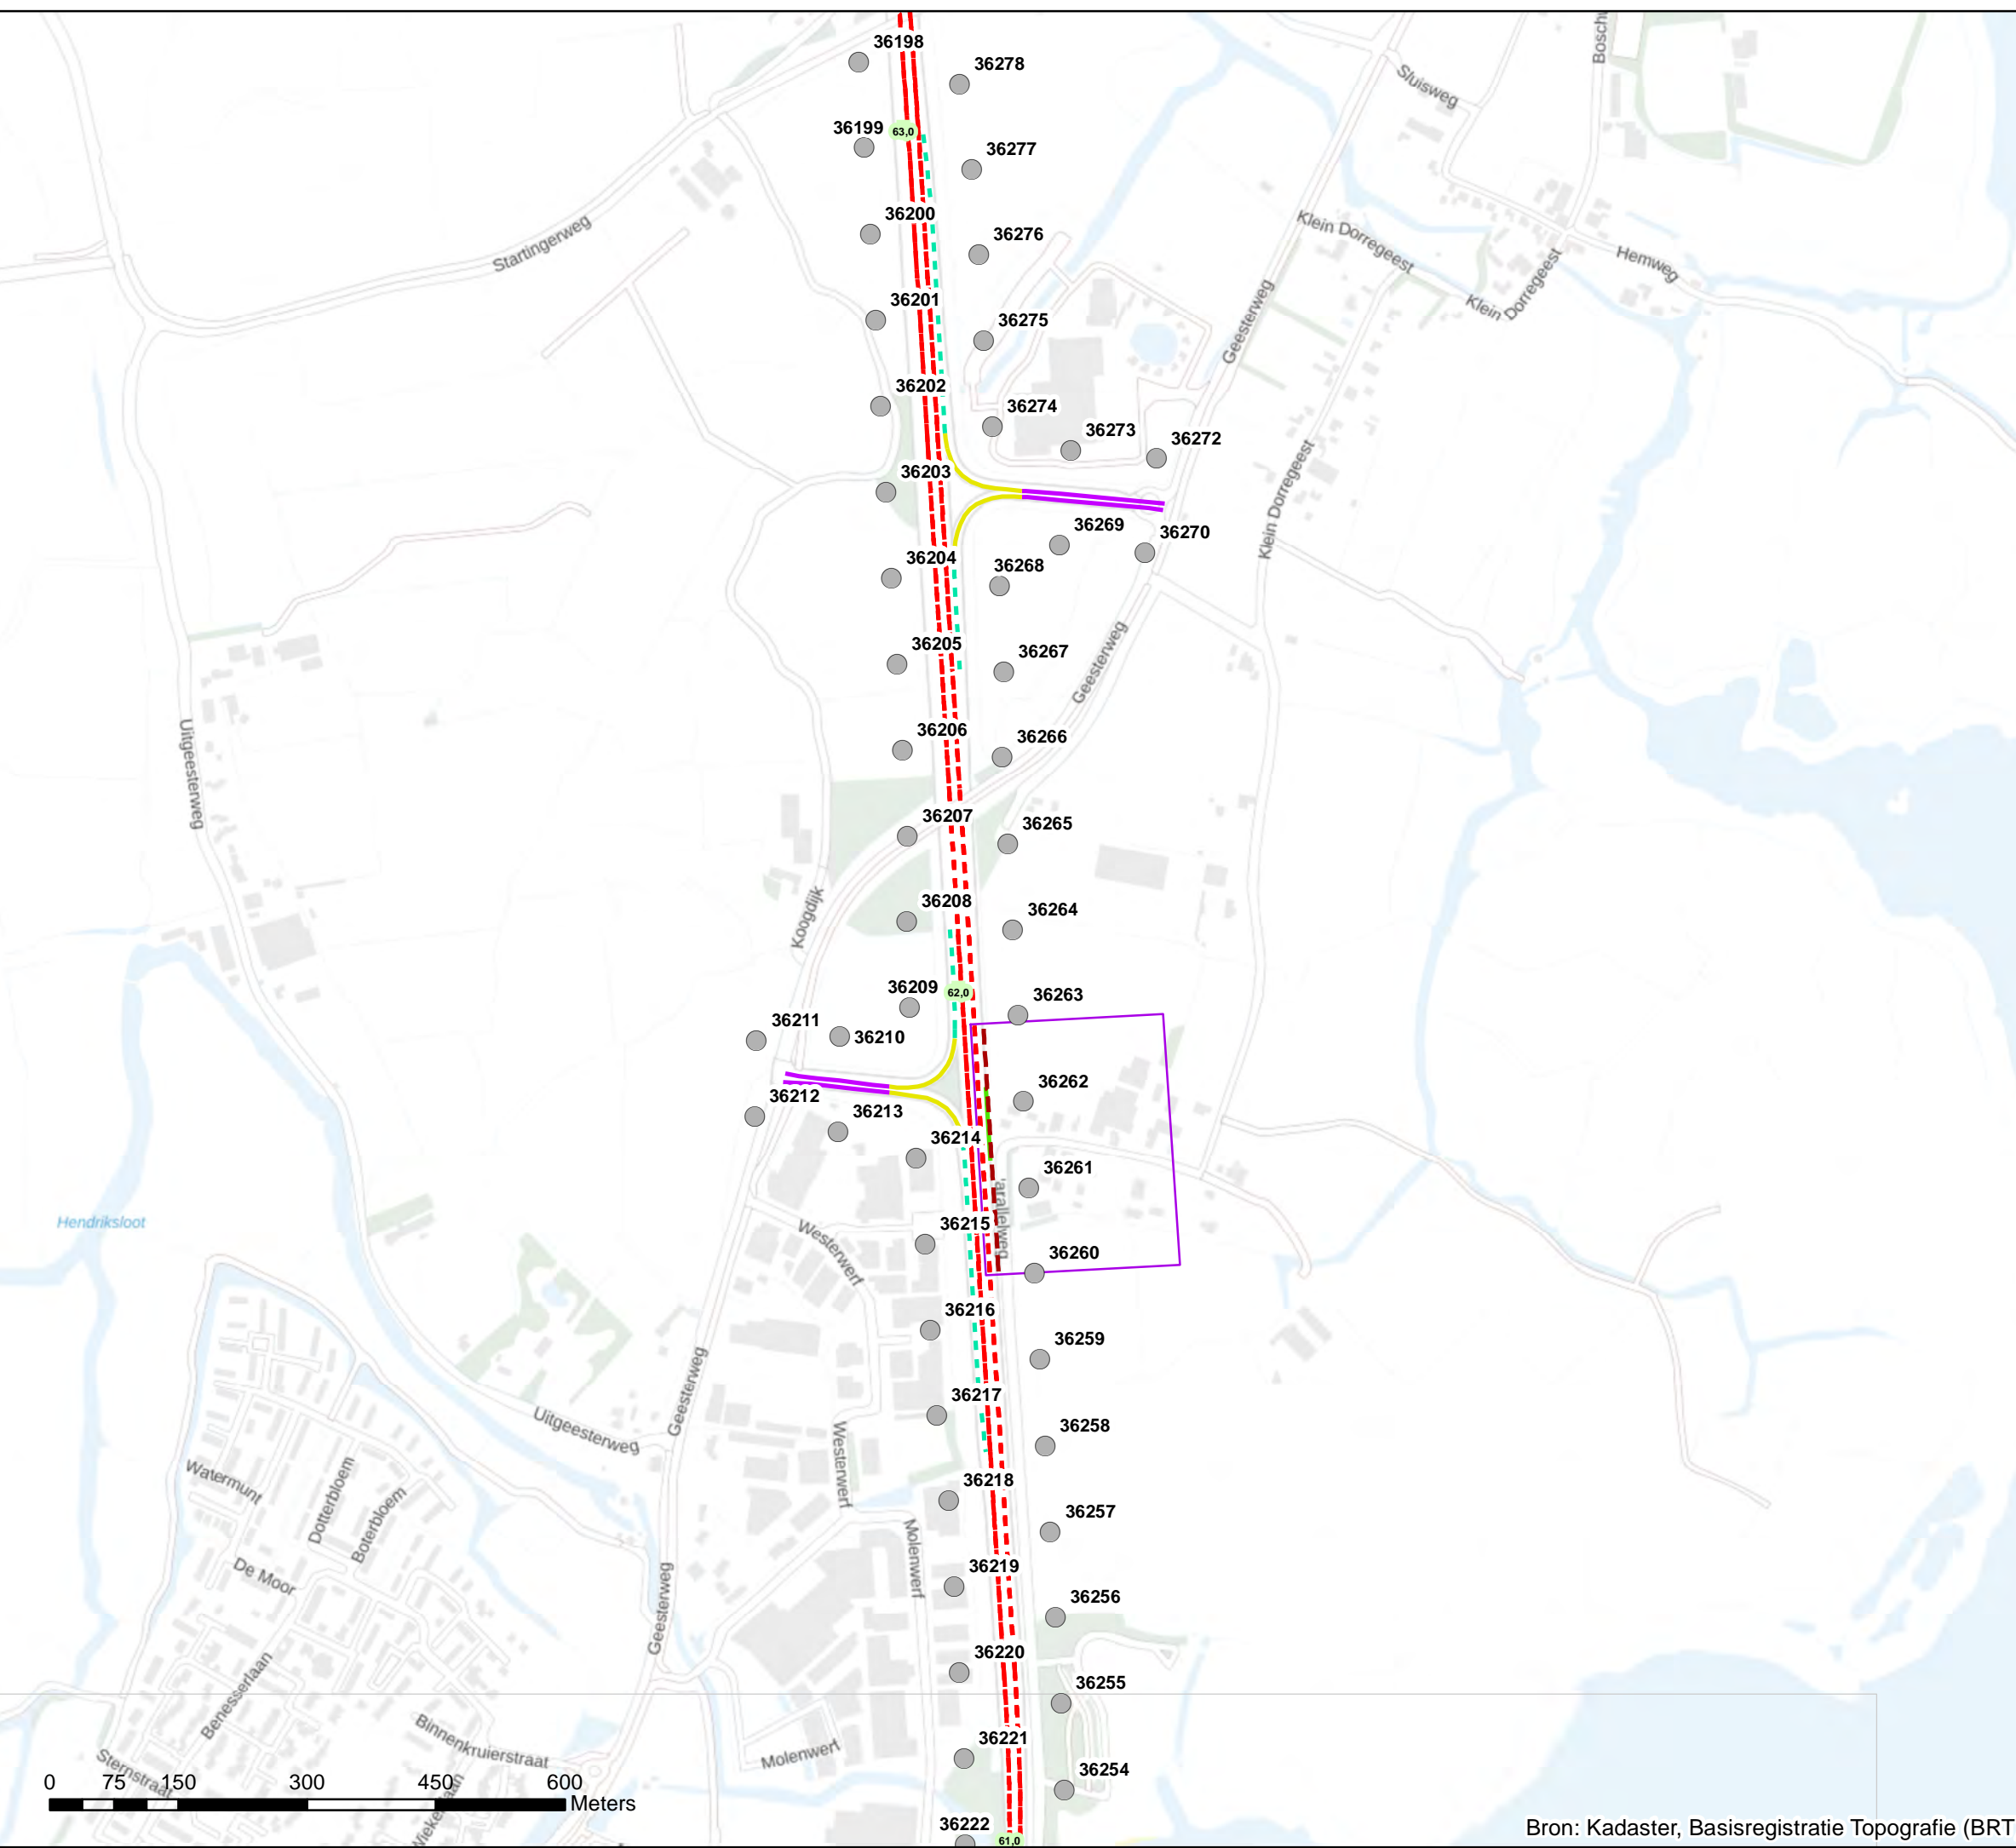 36198
36278
63,0
36199
36277
Sluisweg
36200
36276
Startingerweg
Klein Dorregeest
Hemweg
Klein Dorregeest
36201
36275
Geesterweg
36202
36274
36273
36272
36203
Klein Dorregeest
36269
36270
36204
36268
36205
36267
Geesterweg
Uitgeesterweg
36206
36266
36207
36265
Koogdijk
36208
36264
36209
62,0
36263
36211
36210
36262
36212
36213
36214
36261
Hendriksloot
Westerwerf
36215
36260
36216
36259
Geesterweg
36217
Uitgeesterweg
36258
Westerwerf
Watermunt
Dotterbloem
Boterbloem
36218
36257
Molenwerf
De Moor
36219
Geesterweg
36256
36220
Benesserlaan
36255
Binnenkruierstraat
36221
Molenwerf
Sternstraat
36254
0 75 150 300 450 600
Meters
36222
61,0
Bron: Kadaster, Basisregistratie Topografie (BRT